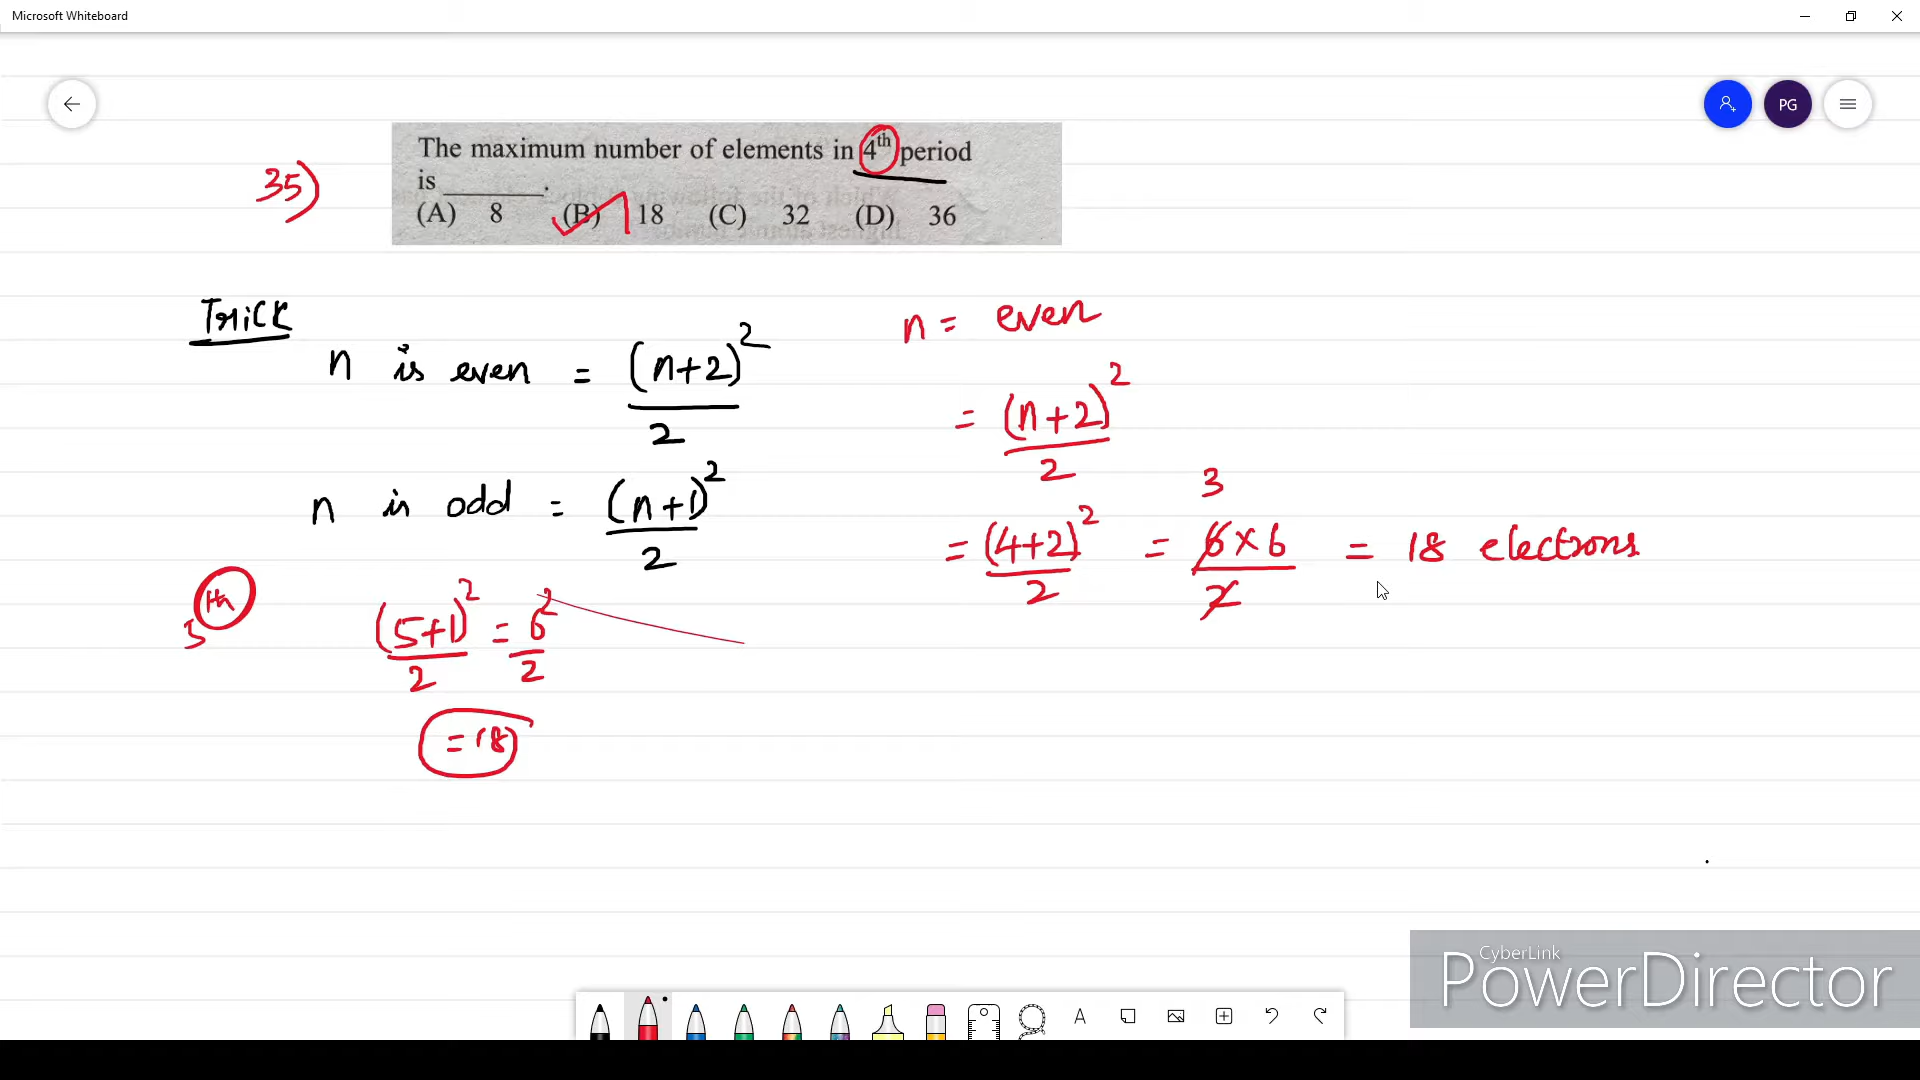 Microsoft Whiteboard
PG
35)
The maximum number of elements in 4th period
is ________.
(A) 8 (B) 18 (C) 32 (D) 36
Trick
n is even = (n+2)²/2
n is odd = (n+1)²/2
5th
(5+1)²/2 = 6²/2
= 18
n = even
= (n+2)²/2
3
= (4+2)²/2 = 6×6/2 = 18 electrons
CyberLink
PowerDirector
A